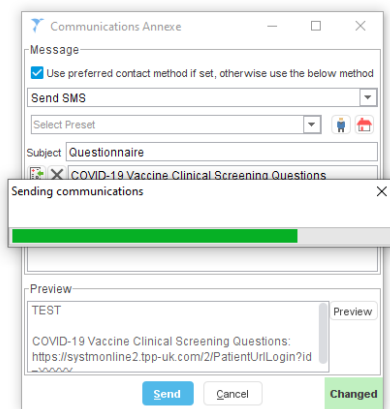 Communications Annexe
Message
Use preferred contact method if set, otherwise use the below method
Send SMS
Select Preset
Subject Questionnaire
COVID-19 Vaccine Clinical Screening Questions
Sending communications
Preview
TEST
Preview
COVID-19 Vaccine Clinical Screening Questions:
https://systmonline2.tpp-uk.com/2/PatientUrlLogin?id
=XXXXX
Send
Cancel
Changed